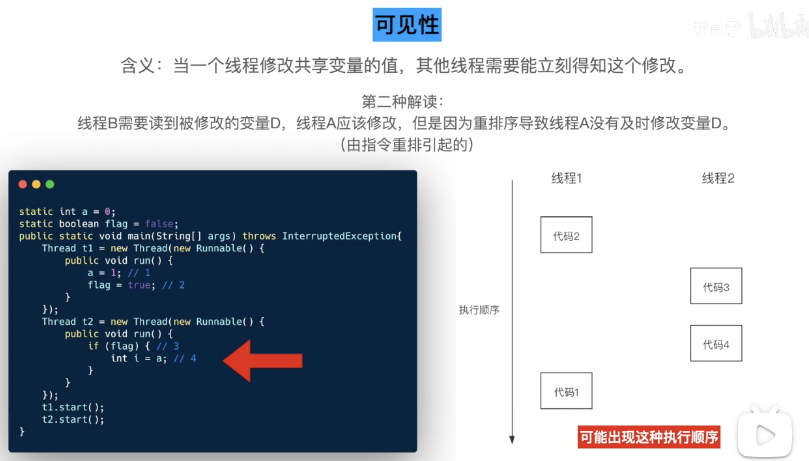 可见性
含义：当一个线程修改共享变量的值，其他线程需要能立刻得知这个修改。
第二种解读：
线程B需要读到被修改的变量D，线程A应该修改，但是因为重排序导致线程A没有及时修改变量D。
（由指令重排引起的）
static int a = 0;
static boolean flag = false;
public static void main(String[] args) throws InterruptedException{
    Thread t1 = new Thread(new Runnable() {
        public void run() {
            a = 1; // 1
            flag = true; // 2
        }
    });
    Thread t2 = new Thread(new Runnable() {
        public void run() {
            if (flag) { // 3
                int i = a; // 4
            }
        }
    });
    t1.start();
    t2.start();
}
线程1
线程2
代码2
代码3
执行顺序
代码4
代码1
可能出现这种执行顺序
bilibili